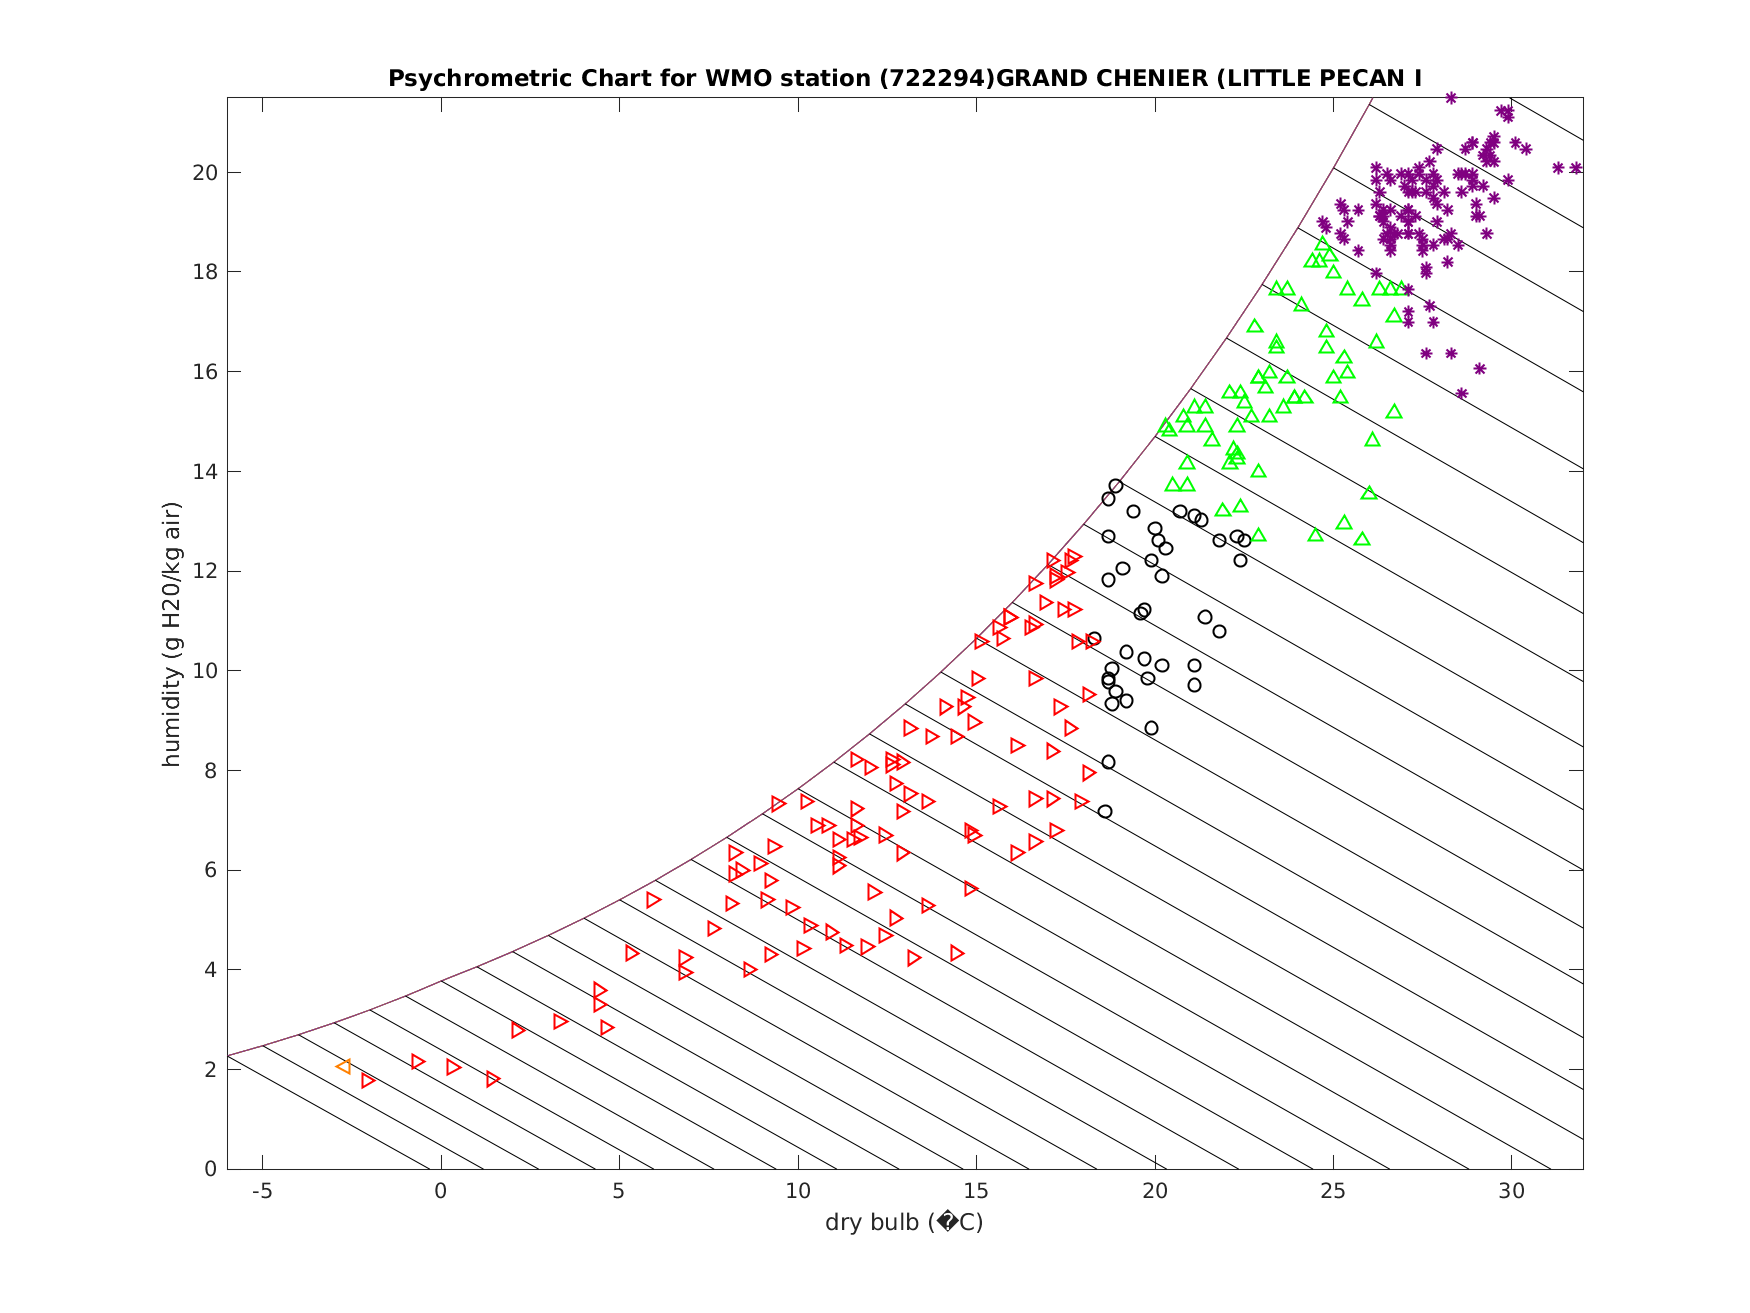 Psychrometric Chart for WMO station (722294)GRAND CHENIER (LITTLE PECAN I
20
18
16
14
12
10
8
6
4
2
0
humidity (g H20/kg air)
-5 0 5 10 15 20 25 30
dry bulb (�C)